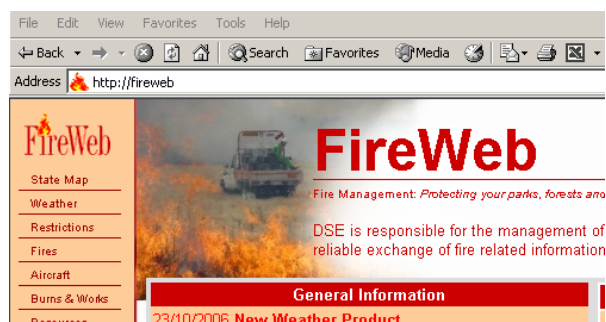 File Edit View Favorites Tools Help
Back Search Favorites Media
Address http://fireweb
FireWeb
State Map
Weather
Restrictions
Fires
Aircraft
Burns & Works
FireWeb
Fire Management: Protecting your parks, forests and
DSE is responsible for the management of
reliable exchange of fire related information
General Information
23/10/2006 New Weather Product